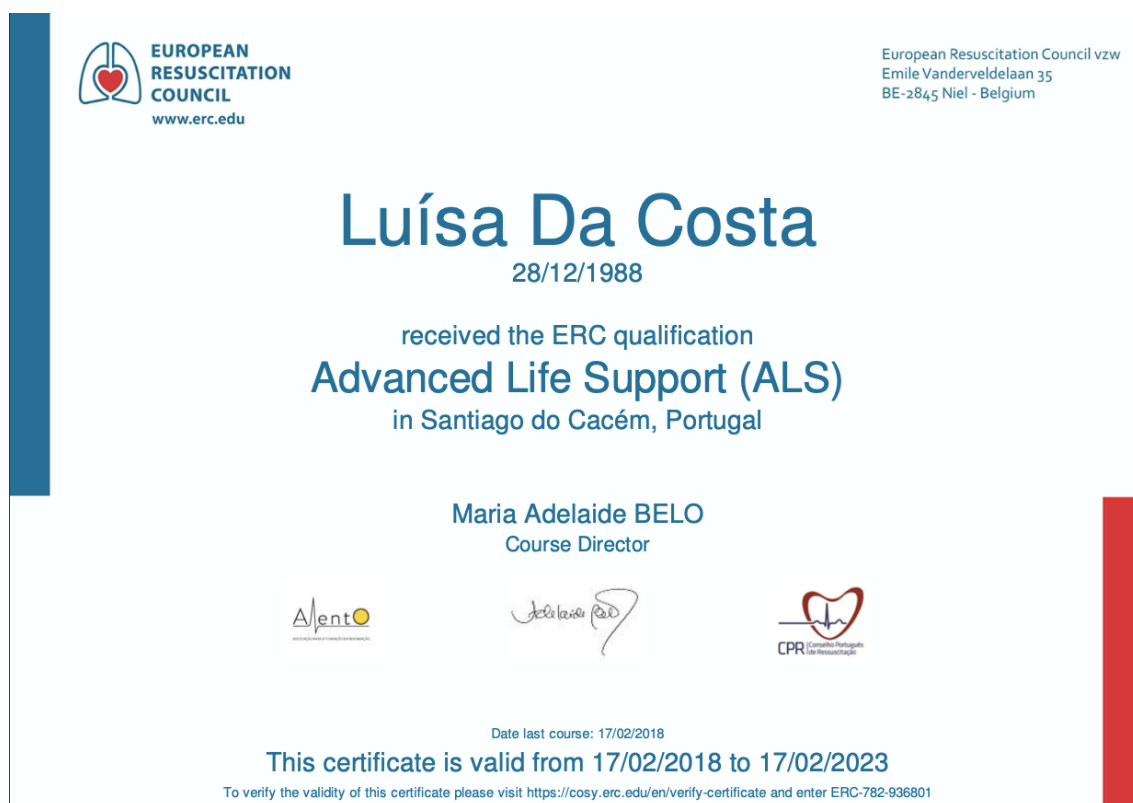 EUROPEAN
RESUSCITATION
COUNCIL
www.erc.edu
European Resuscitation Council vzw
Emile Vanderveldelaan 35
BE-2845 Niel - Belgium
Luísa Da Costa
28/12/1988
received the ERC qualification
Advanced Life Support (ALS)
in Santiago do Cacém, Portugal
Maria Adelaide BELO
Course Director
AlentO
Adelaide Belo
CPR Conselho Português
de Ressuscitação
Date last course: 17/02/2018
This certificate is valid from 17/02/2018 to 17/02/2023
To verify the validity of this certificate please visit https://cosy.erc.edu/en/verify-certificate and enter ERC-782-936801